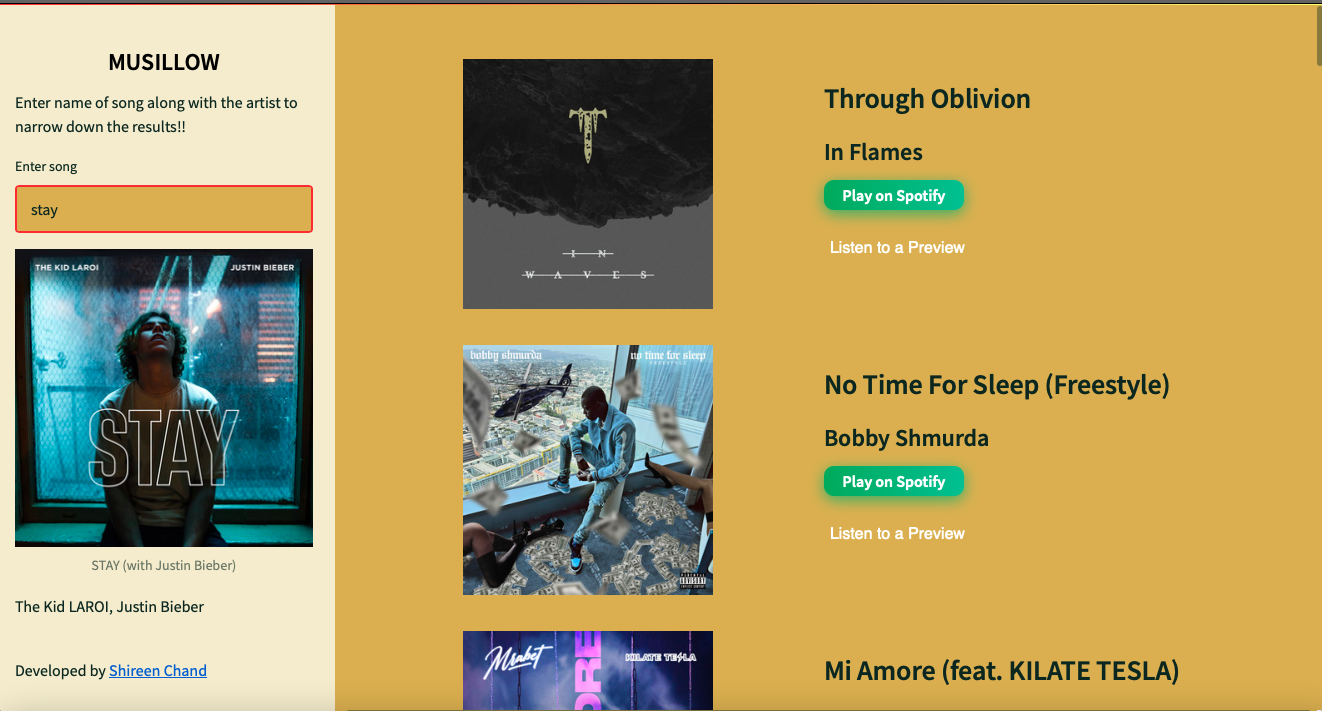 MUSILLOW
Enter name of song along with the artist to
narrow down the results!!
Enter song
stay
THE KID LAROI
JUSTIN BIEBER
STAY
STAY (with Justin Bieber)
The Kid LAROI, Justin Bieber
Developed by Shireen Chand
I N
W A V E S
Through Oblivion
In Flames
Play on Spotify
Listen to a Preview
bobby shmurda
no time for sleep
No Time For Sleep (Freestyle)
Bobby Shmurda
Play on Spotify
Listen to a Preview
Mrabet
KILATE TESLA
Mi Amore (feat. KILATE TESLA)